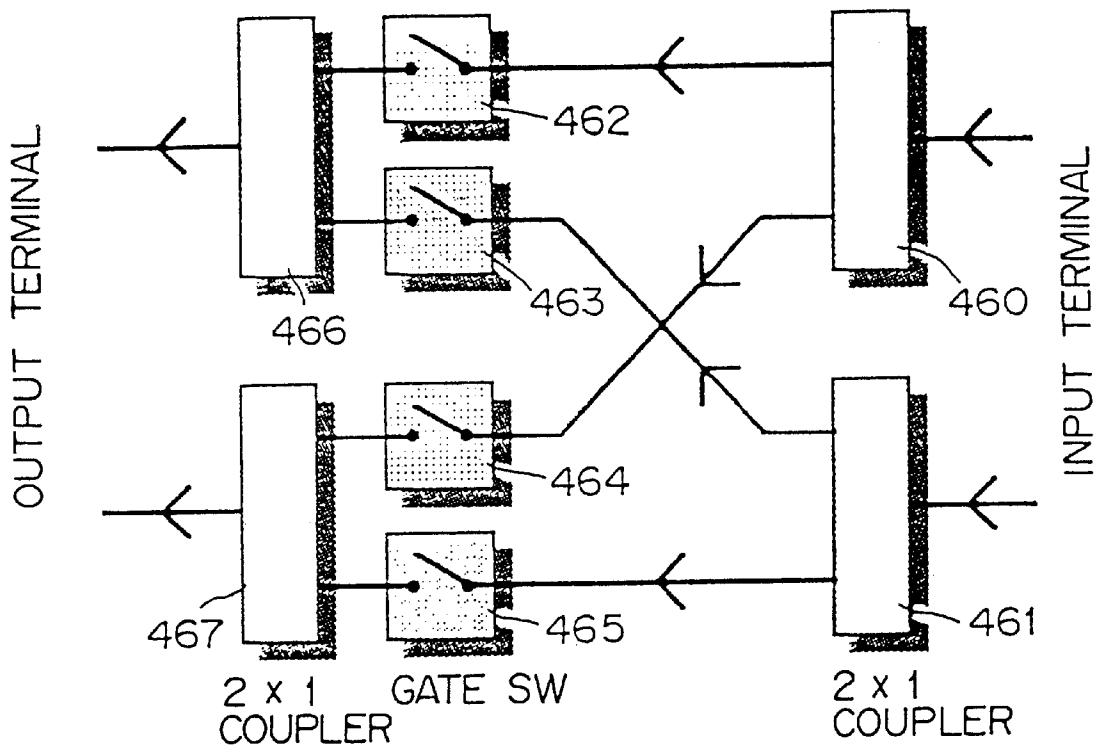 OUTPUT TERMINAL
462
463
466
460
INPUT TERMINAL
464
465
467
461
2 x 1
COUPLER
GATE SW
2 x 1
COUPLER